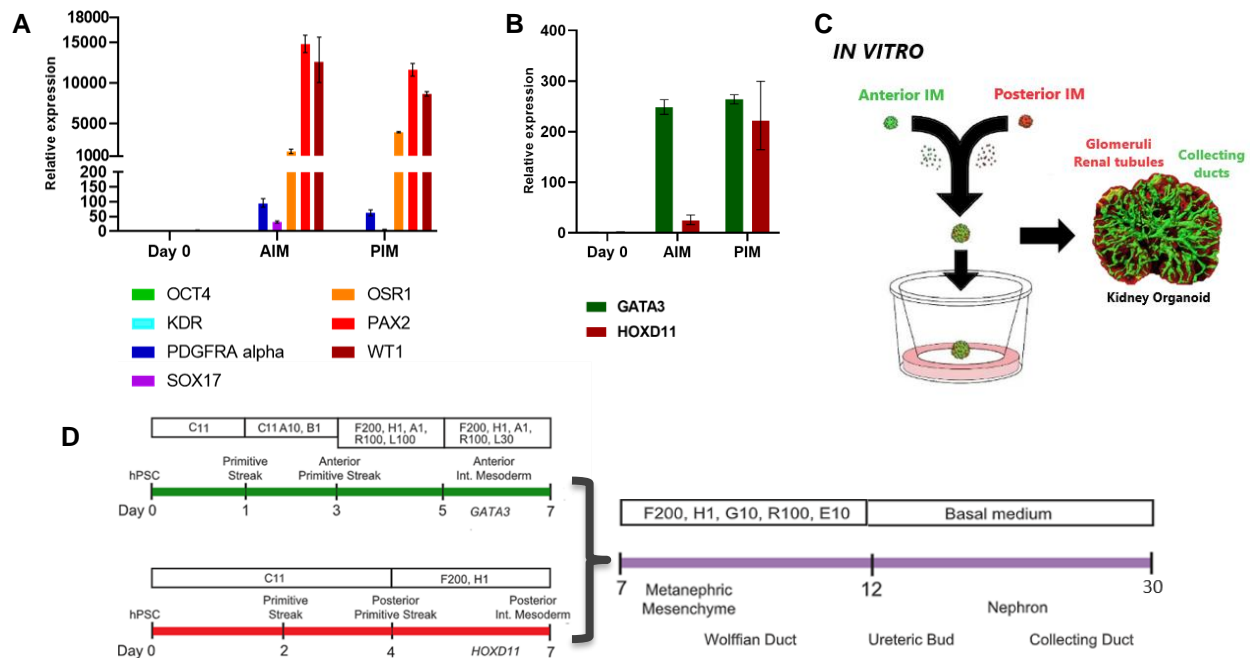 A
Relative expression
18000
15000
10000
5000
1000
200
150
100
50
0
Day 0
AIM
PIM
OCT4
KDR
PDGFRA alpha
SOX17
OSR1
PAX2
WT1
B
Relative expression
400
300
200
100
0
Day 0
AIM
PIM
GATA3
HOXD11
C
IN VITRO
Anterior IM
Posterior IM
Glomeruli
Renal tubules
Collecting
ducts
Kidney Organoid
D
C11
C11 A10, B1
F200, H1, A1,
R100, L100
F200, H1, A1,
R100, L30
hPSC
Primitive
Streak
Anterior
Primitive Streak
Anterior
Int. Mesoderm
Day 0
1
3
5
GATA3
7
C11
F200, H1
hPSC
Primitive
Streak
Posterior
Primitive Streak
Posterior
Int. Mesoderm
Day 0
2
4
HOXD11
7
F200, H1, G10, R100, E10
Basal medium
7
12
30
Metanephric
Mesenchyme
Nephron
Wolffian Duct
Ureteric Bud
Collecting Duct